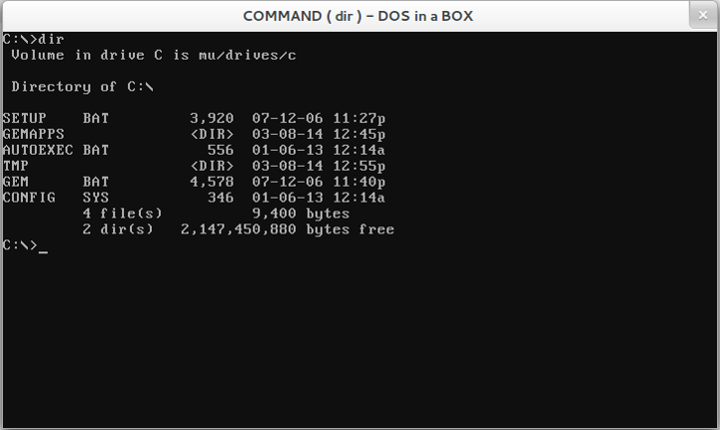 COMMAND ( dir ) – DOS in a BOX
C:\>dir
 Volume in drive C is mu/drives/c

 Directory of C:\

SETUP    BAT         3,920  07-12-06 11:27p
GEMAPPS              <DIR>  03-08-14 12:45p
AUTOEXEC BAT           556  01-06-13 12:14a
TMP                  <DIR>  03-08-14 12:55p
GEM      BAT         4,578  07-12-06 11:40p
CONFIG   SYS           346  01-06-13 12:14a
         4 file(s)          9,400 bytes
         2 dir(s)   2,147,450,880 bytes free
C:\>_